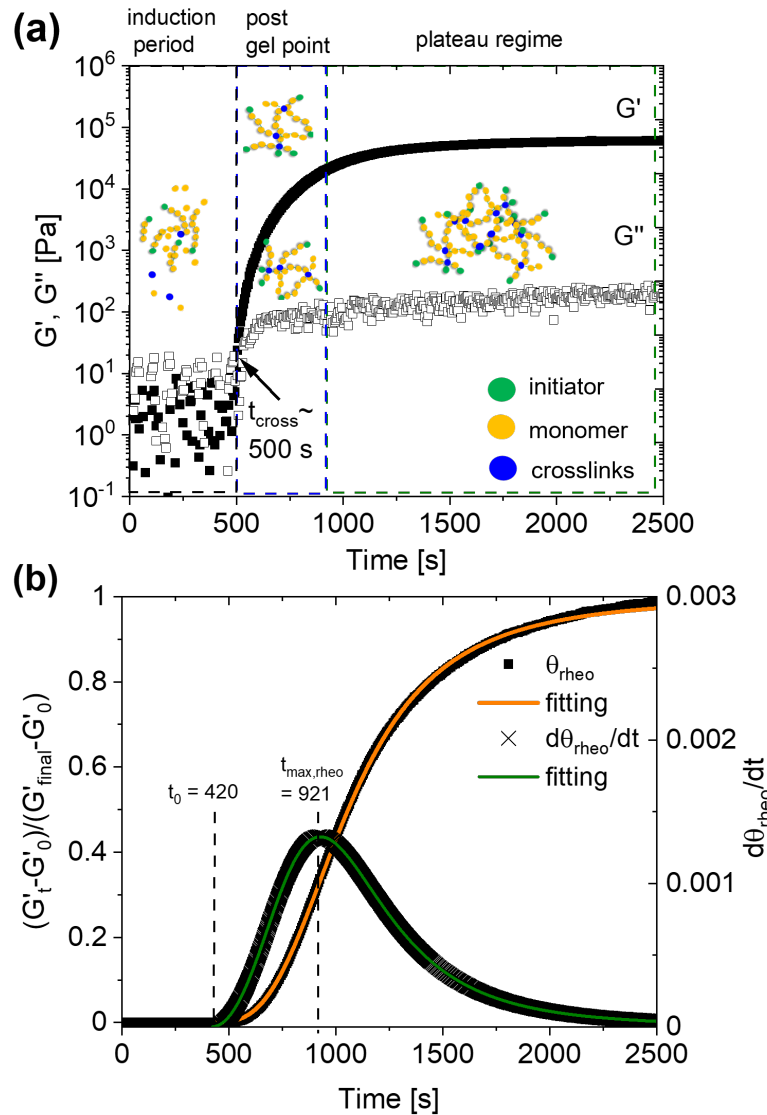 (a)
induction
period
post
gel point
plateau regime
10⁶
10⁵
10⁴
10³
10²
10¹
10⁰
10⁻¹
G', G'' [Pa]
G'
G''
t_cross~
500 s
initiator
monomer
crosslinks
0 500 1000 1500 2000 2500
Time [s]
(b)
1
0.8
0.6
0.4
0.2
0
(G'_t-G'_0)/(G'_final-G'_0)
0.003
0.002
0.001
0
dθ_rheo/dt
θ_rheo
fitting
dθ_rheo/dt
fitting
t_0 = 420
t_max,rheo
= 921
0 500 1000 1500 2000 2500
Time [s]